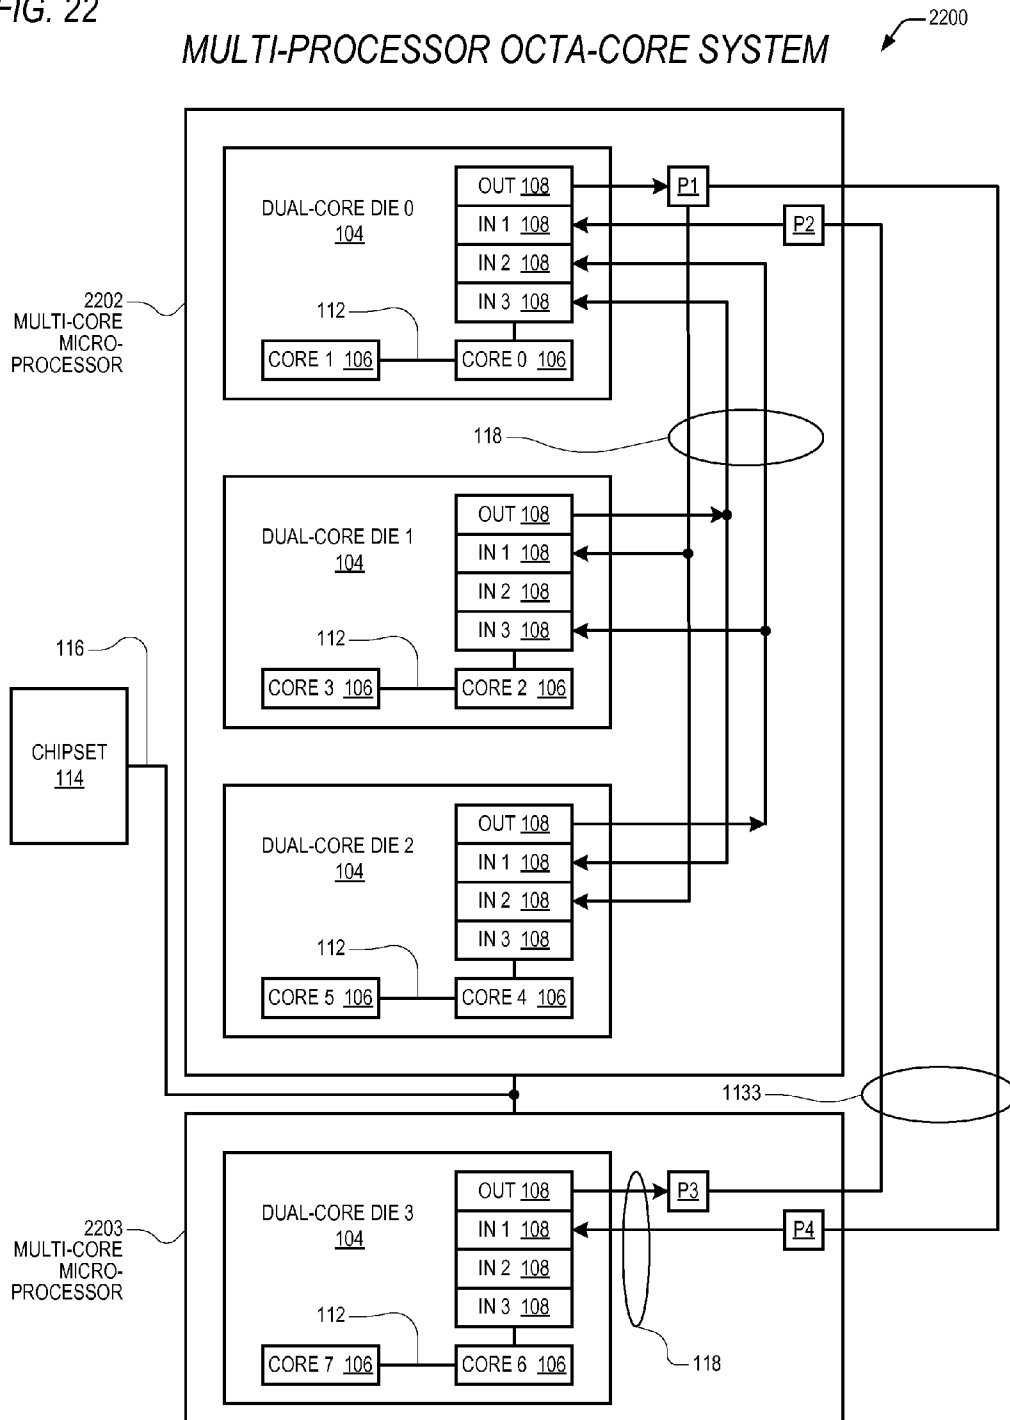 FIG. 22
MULTI-PROCESSOR OCTA-CORE SYSTEM
2200
2202
MULTI-CORE
MICRO-
PROCESSOR
DUAL-CORE DIE 0
104
OUT 108
IN 1 108
IN 2 108
IN 3 108
112
CORE 1 106
CORE 0 106
P1
P2
118
DUAL-CORE DIE 1
104
OUT 108
IN 1 108
IN 2 108
IN 3 108
112
CORE 3 106
CORE 2 106
116
CHIPSET
114
DUAL-CORE DIE 2
104
OUT 108
IN 1 108
IN 2 108
IN 3 108
112
CORE 5 106
CORE 4 106
1133
2203
MULTI-CORE
MICRO-
PROCESSOR
DUAL-CORE DIE 3
104
OUT 108
IN 1 108
IN 2 108
IN 3 108
112
CORE 7 106
CORE 6 106
P3
P4
118